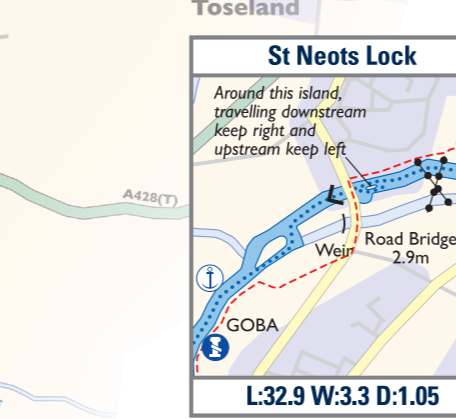 Toseland
St Neots Lock
Around this island,
travelling downstream
keep right and
upstream keep left
A428(T)
Weir
Road Bridge
2.9m
GOBA
L:32.9 W:3.3 D:1.05